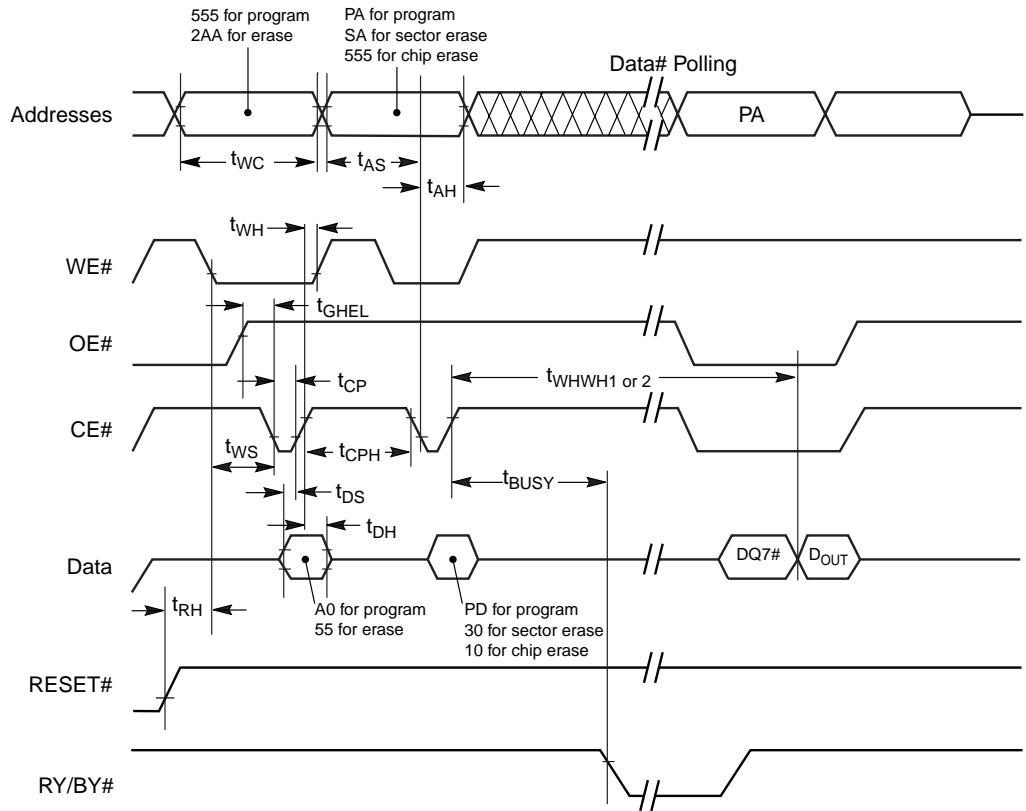 555 for program
2AA for erase
PA for program
SA for sector erase
555 for chip erase
Data# Polling
Addresses
PA
tWC
tAS
tAH
tWH
WE#
tGHEL
OE#
tCP
tWHWH1 or 2
CE#
tWS
tCPH
tBUSY
tDS
tDH
Data
DQ7#
DOUT
tRH
A0 for program
55 for erase
PD for program
30 for sector erase
10 for chip erase
RESET#
RY/BY#